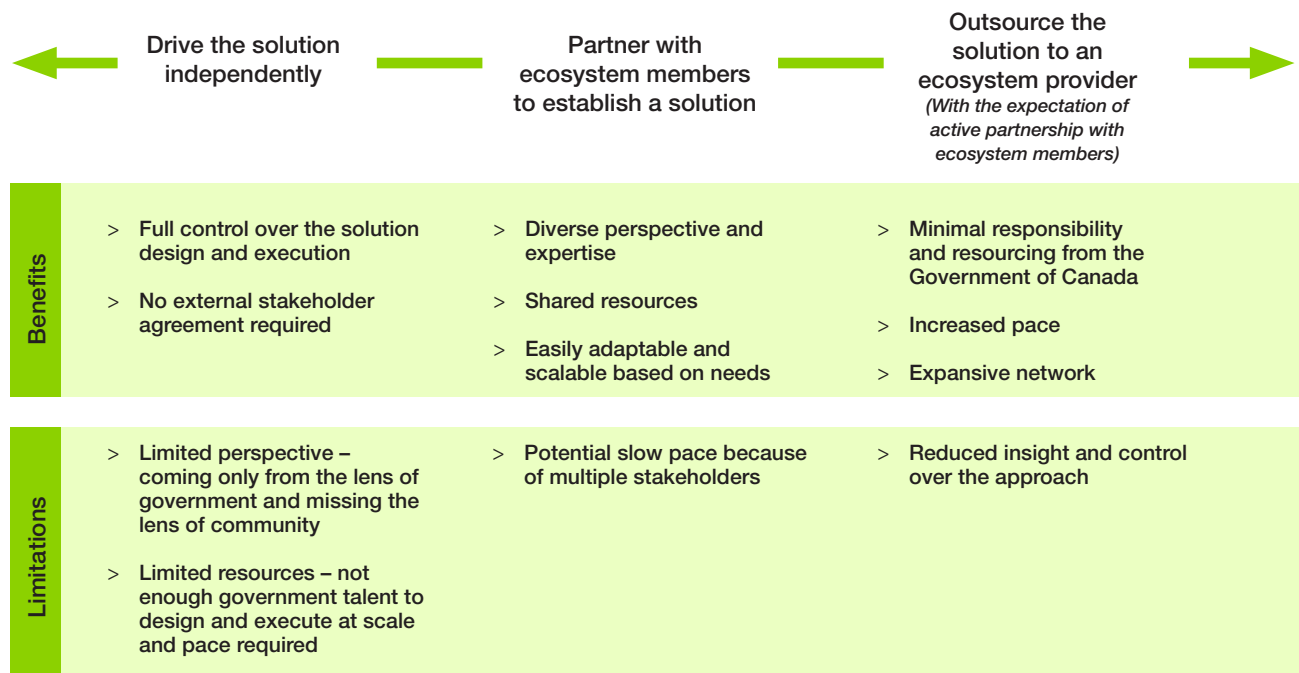 Drive the solution
independently
Partner with
ecosystem members
to establish a solution
Outsource the
solution to an
ecosystem provider
(With the expectation of
active partnership with
ecosystem members)
Benefits
> Full control over the solution
design and execution
> No external stakeholder
agreement required
> Diverse perspective and
expertise
> Shared resources
> Easily adaptable and
scalable based on needs
> Minimal responsibility
and resourcing from the
Government of Canada
> Increased pace
> Expansive network
Limitations
> Limited perspective –
coming only from the lens of
government and missing the
lens of community
> Limited resources – not
enough government talent to
design and execute at scale
and pace required
> Potential slow pace because
of multiple stakeholders
> Reduced insight and control
over the approach